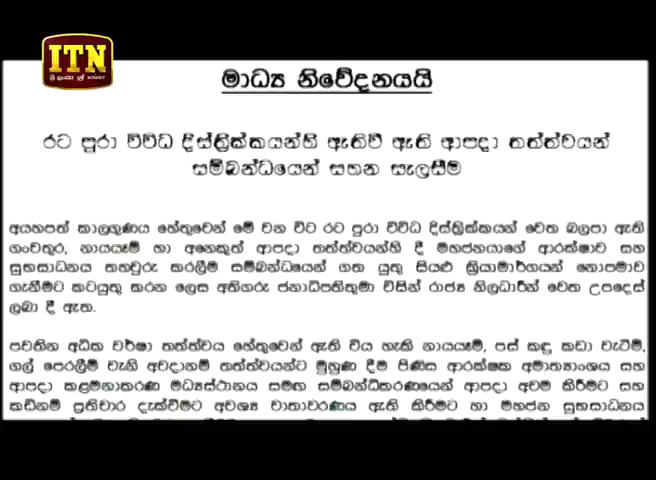 ITN
ශ්‍රී ලංකා ග්‍රේ
මාධ්‍ය නිවේදනයයි
රට පුරා විවිධ දිස්ත්‍රික්කයන්හි ඇතිවී ඇති ආපදා තත්ත්වයන්
සම්බන්ධයෙන් සහන සැලසීම
අයහපත් කාලගුණය හේතුවෙන් මේ වන විට රට පුරා විවිධ දිස්ත්‍රික්කයන් වෙත බලපා ඇති
ගංවතුර, නායයෑම් හා අනෙකුත් ආපදා තත්ත්වයන්හි දී මහජනයාගේ ආරක්ෂාව සහ
සුභසාධනය තහවුරු කරලීම සම්බන්ධයෙන් ගත යුතු සියළු ක්‍රියාමාර්ගයන් නොපමාව
ගැනීමට කටයුතු කරන ලෙස අතිගරු ජනාධිපතිතුමා විසින් රාජ්‍ය නිලධාරීන් වෙත උපදෙස්
ලබා දී ඇත.
පවතින අධික වර්ෂා තත්ත්වය හේතුවෙන් ඇති විය හැකි නායයෑම්, පස් කඳු කඩා වැටීම්,
ගල් පෙරලීම් වැනි අවදානම් තත්ත්වයන්ට මුහුණ දීම පිණිස ආරක්ෂක අමාත්‍යාංශය සහ
ආපදා කළමනාකරණ මධ්‍යස්ථානය සමඟ සම්බන්ධීකරණයෙන් ආපදා අවම කිරීමට සහ
කඩිනම් ප්‍රතිචාර දැක්වීමට අවශ්‍ය වාතාවරණය ඇති කිරීමට හා මහජන සුභසාධනය